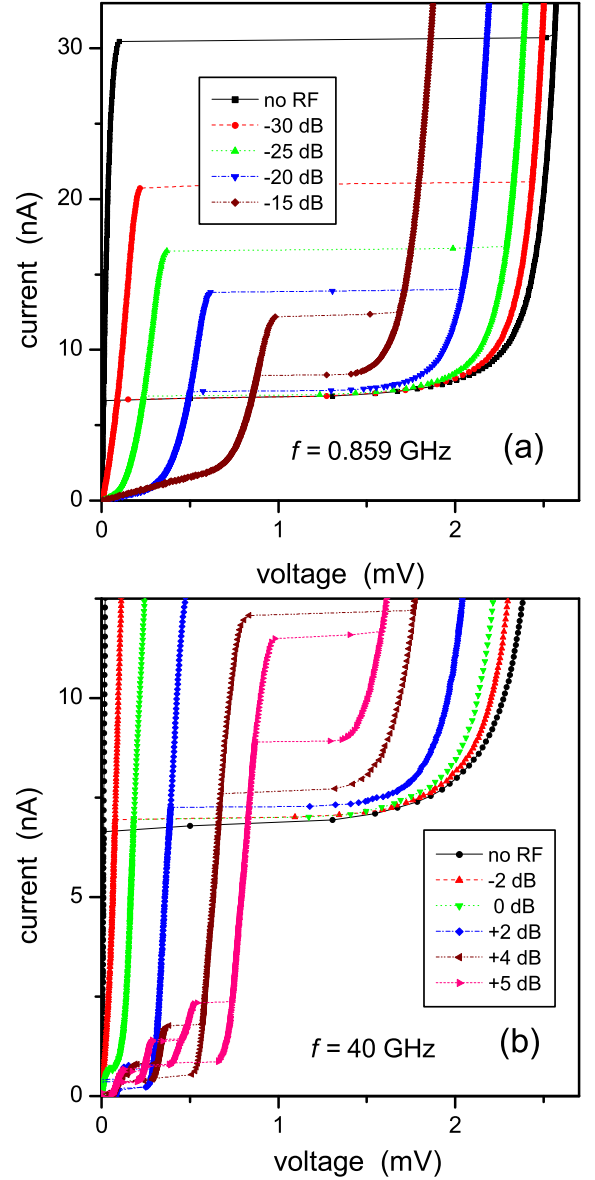 30
20
10
0
current (nA)
no RF
-30 dB
-25 dB
-20 dB
-15 dB
f = 0.859 GHz
(a)
0
1
2
voltage (mV)
10
5
0
current (nA)
no RF
-2 dB
0 dB
+2 dB
+4 dB
+5 dB
f = 40 GHz
(b)
0
1
2
voltage (mV)